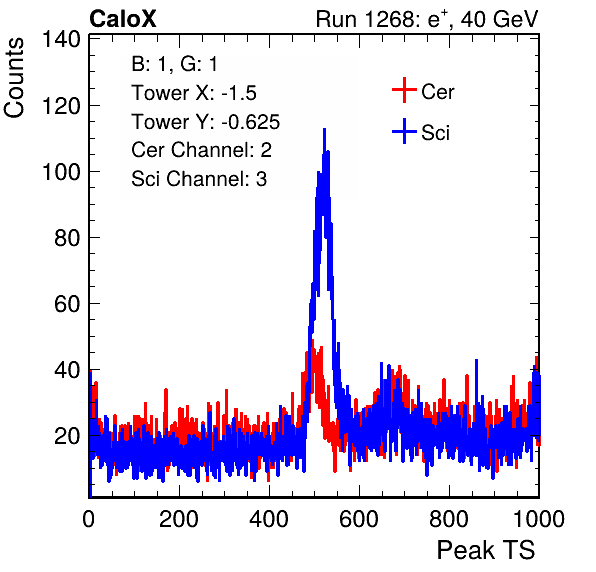 CaloX Run 1268: e+, 40 GeV
Counts
B: 1, G: 1
Tower X: -1.5
Tower Y: -0.625
Cer Channel: 2
Sci Channel: 3
Cer
Sci
140
120
100
80
60
40
20
0 200 400 600 800 1000
Peak TS